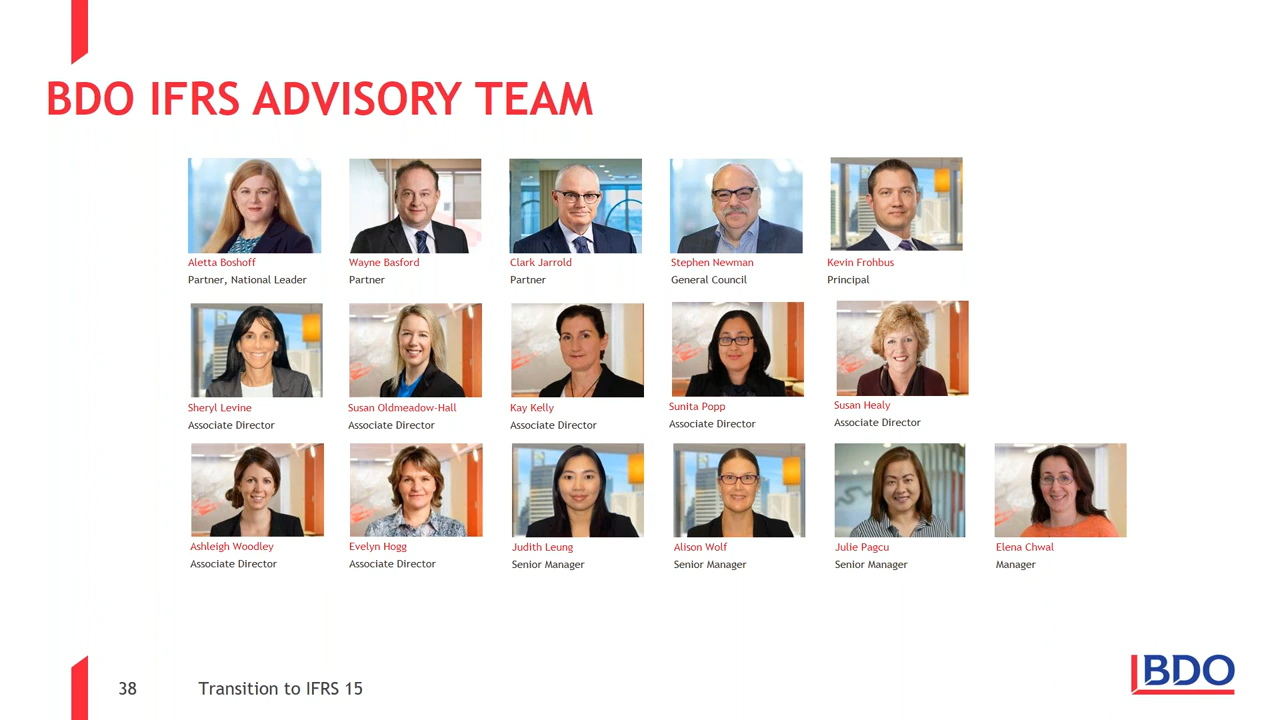 BDO IFRS ADVISORY TEAM
Aletta Boshoff
Partner, National Leader
Wayne Basford
Partner
Clark Jarrold
Partner
Stephen Newman
General Council
Kevin Frohbus
Principal
Sheryl Levine
Associate Director
Susan Oldmeadow-Hall
Associate Director
Kay Kelly
Associate Director
Sunita Popp
Associate Director
Susan Healy
Associate Director
Ashleigh Woodley
Associate Director
Evelyn Hogg
Associate Director
Judith Leung
Senior Manager
Alison Wolf
Senior Manager
Julie Pagcu
Senior Manager
Elena Chwal
Manager
38 Transition to IFRS 15
BDO